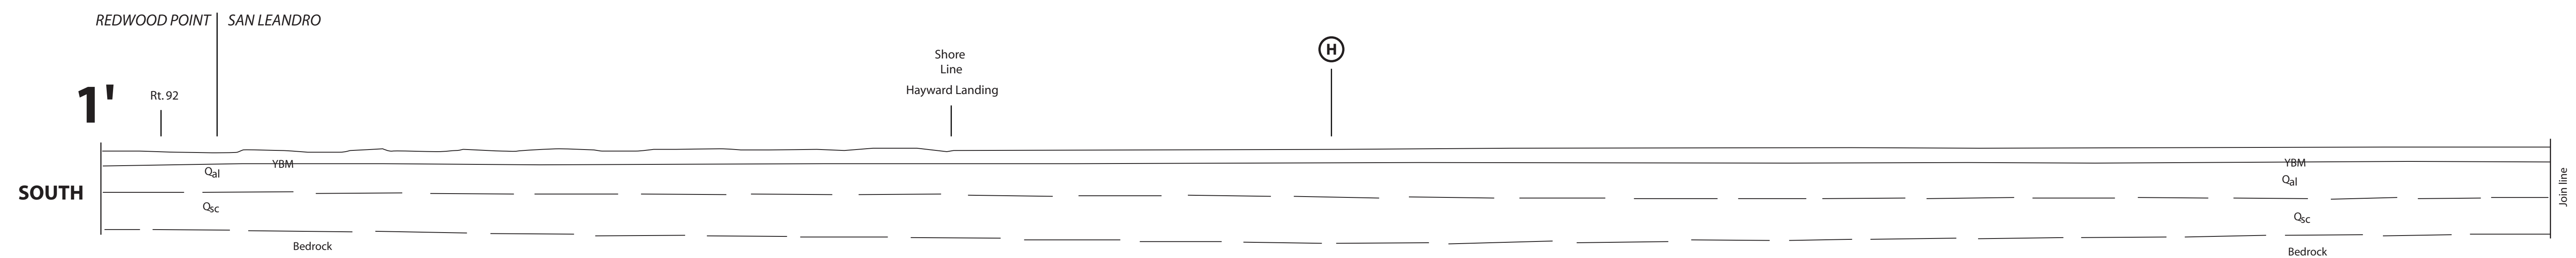 REDWOOD POINT
SAN LEANDRO
Shore
Line
Hayward Landing
H
1'
Rt. 92
SOUTH
YBM
Qal
Qsc
Bedrock
YBM
Qal
Qsc
Bedrock
Join line